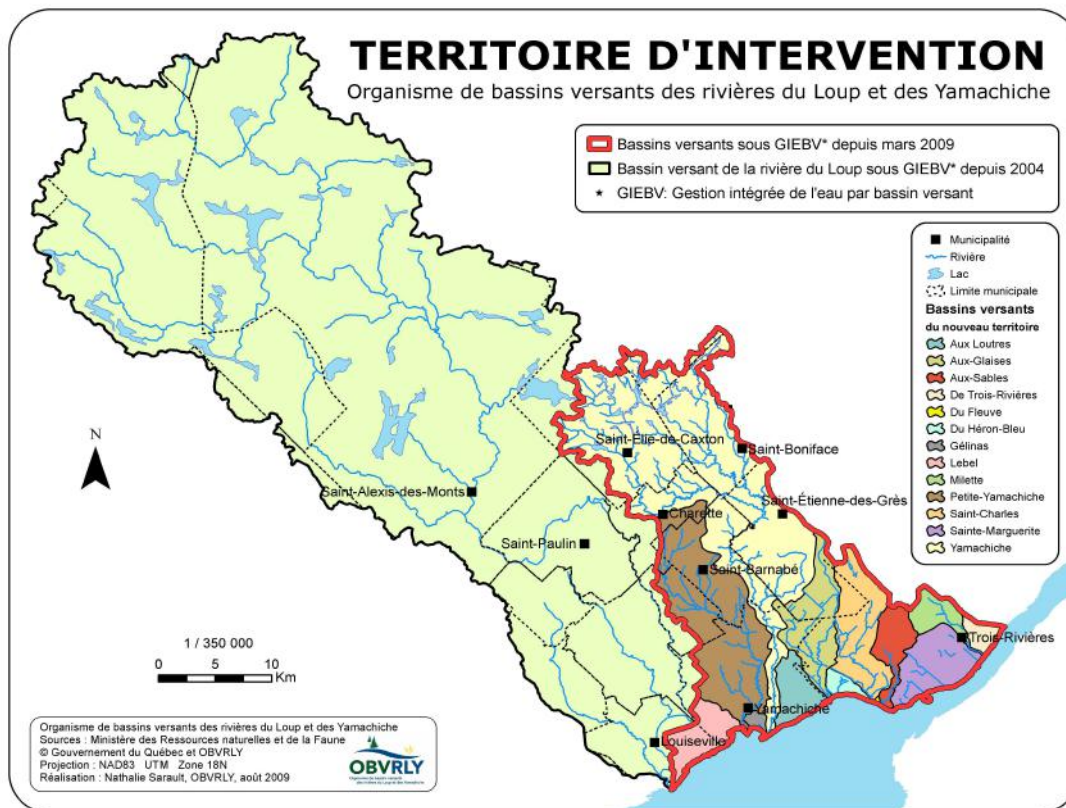 TERRITOIRE D'INTERVENTION
Organisme de bassins versants des rivières du Loup et des Yamachiche
Bassins versants sous GIEBV* depuis mars 2009
Bassin versant de la rivière du Loup sous GIEBV* depuis 2004
★ GIEBV: Gestion intégrée de l'eau par bassin versant
Municipalité
Rivière
Lac
Limite municipale
Bassins versants
du nouveau territoire
Aux Loutres
Aux-Glaises
Aux-Sables
De Trois-Rivières
Du Fleuve
Du Héron-Bleu
Gélinas
Lebel
Milette
Petite-Yamachiche
Saint-Charles
Sainte-Marguerite
Yamachiche
Saint-Élie-de-Caxton
Saint-Boniface
Saint-Alexis-des-Monts
Charette
Saint-Étienne-des-Grès
Saint-Paulin
Saint-Barnabé
Trois-Rivières
Yamachiche
Louiseville
N
1 / 350 000
0 5 10
Km
Organisme de bassins versants des rivières du Loup et des Yamachiche
Sources : Ministère des Ressources naturelles et de la Faune
© Gouvernement du Québec et OBVRLY
Projection : NAD83 UTM Zone 18N
Réalisation : Nathalie Sarault, OBVRLY, août 2009
OBVRLY